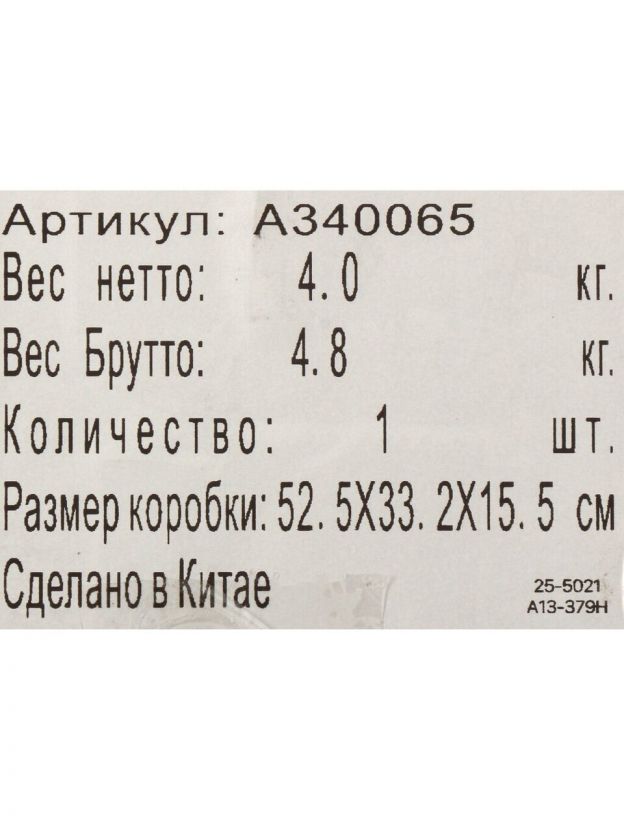 Артикул: A340065
Вес нетто: 4.0 кг.
Вес Брутто: 4.8 кг.
Количество: 1 шт.
Размер коробки: 52.5X33.2X15.5 см
Сделано в Китае
25-5021
A13-379H